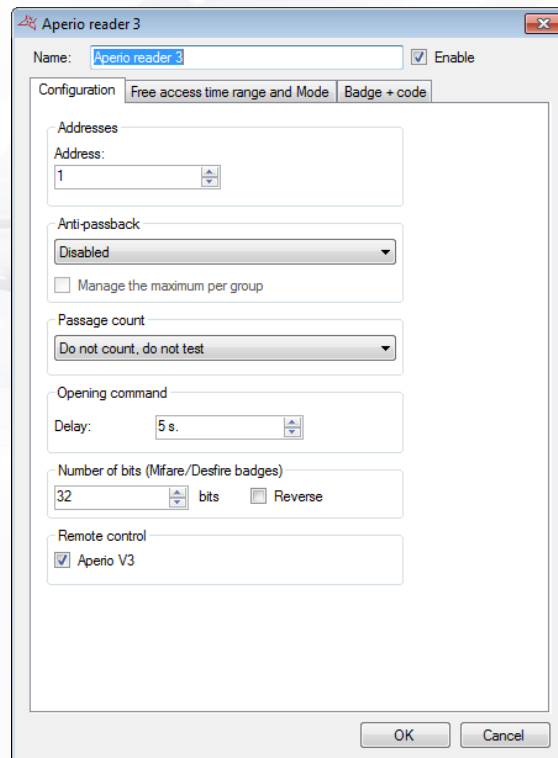 Aperio reader 3
Name: Aperio reader 3 Enable
Configuration Free access time range and Mode Badge + code
Addresses
Address:
1
Anti-passback
Disabled
Manage the maximum per group
Passage count
Do not count, do not test
Opening command
Delay: 5 s.
Number of bits (Mifare/Desfire badges)
32 bits Reverse
Remote control
Aperio V3
OK Cancel